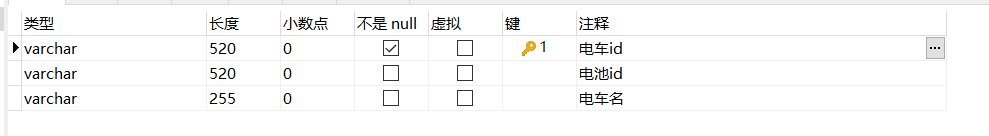 类型 长度 小数点 不是 null 虚拟 键 注释
varchar 520 0 1 电车id ...
varchar 520 0 电池id
varchar 255 0 电车名